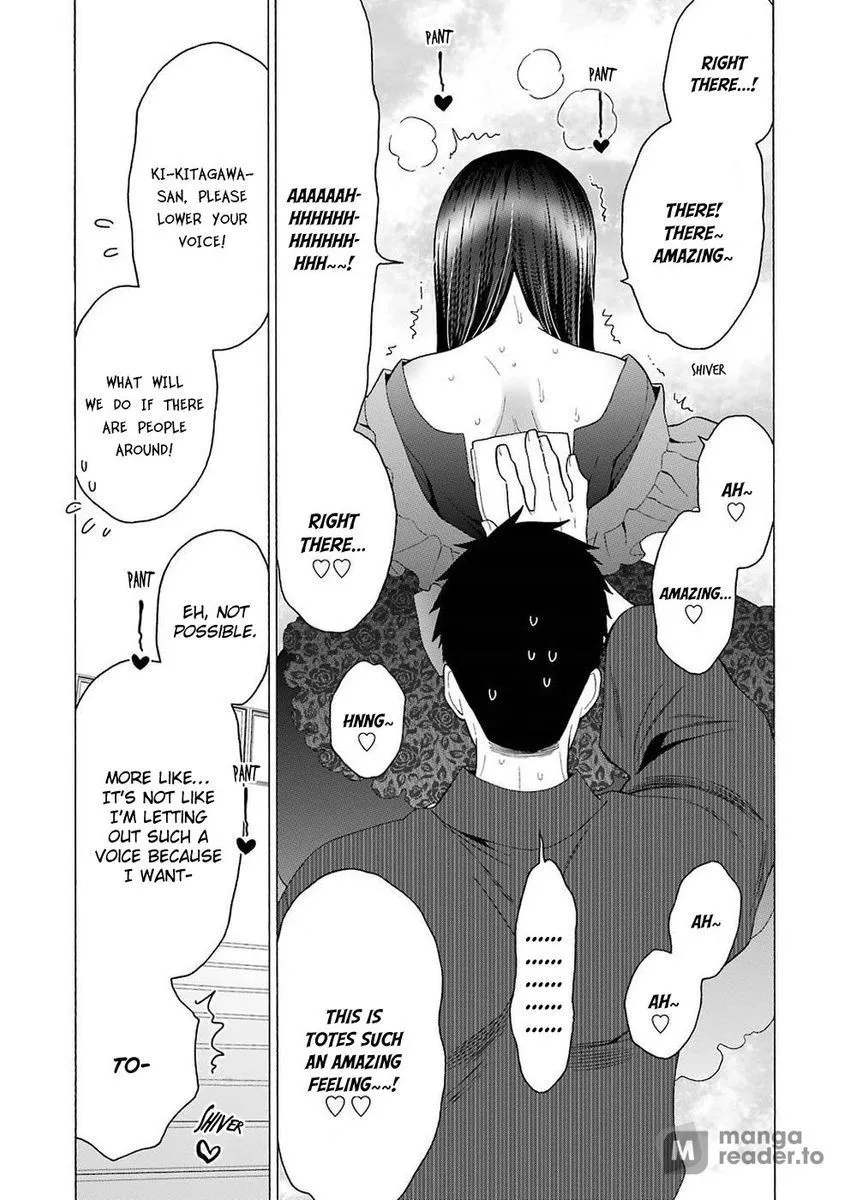 RIGHT
THERE...!
THERE!
THERE~
AMAZING~
PANT
PANT
AAAAAAH-
HHHHHH-
HHHHHH-
HHH~~!
SHIVER
AH~
♡
AMAZING...
♡
RIGHT
THERE...
♡♡
HNNG~
♡
......
......
......
......
......
AH~
♡
AH~
♡
THIS IS
TOTES SUCH
AN AMAZING
FEELING~~!
♡ ♡
KI-KITAGAWA-
SAN, PLEASE
LOWER YOUR
VOICE!
WHAT WILL
WE DO IF THERE
ARE PEOPLE
AROUND!
PANT
EH, NOT
POSSIBLE.
PANT
MORE LIKE...
IT'S NOT LIKE
I'M LETTING
OUT SUCH A
VOICE BECAUSE
I WANT-
TO-
SHIVER
M manga
reader.to